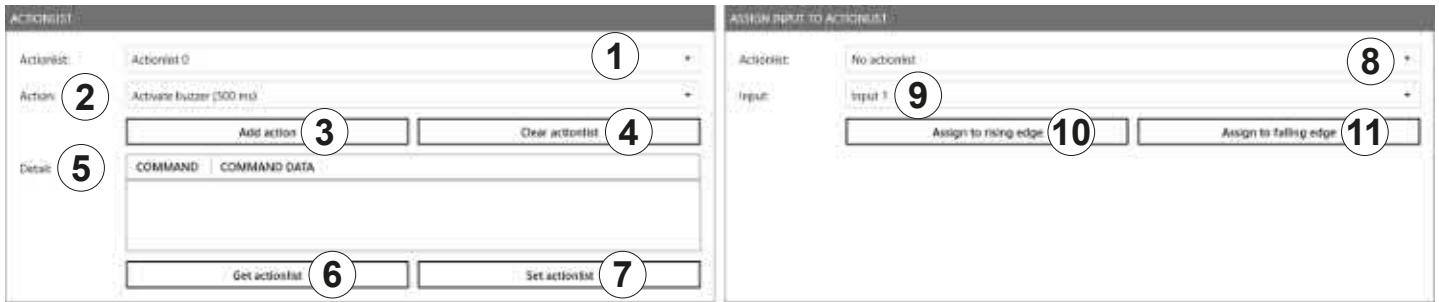 ACTIONLIST
Actionlist: Actionlist 0 1
Action: 2 Activate buzzer (500 ms)
Add action 3 Clear actionlist 4
Detail: 5 COMMAND COMMAND DATA
Get actionlist 6 Set actionlist 7
ASSIGN INPUT TO ACTIONLIST
Actionlist: No actionlist 8
Input: Input 1 9
Assign to rising edge 10 Assign to falling edge 11